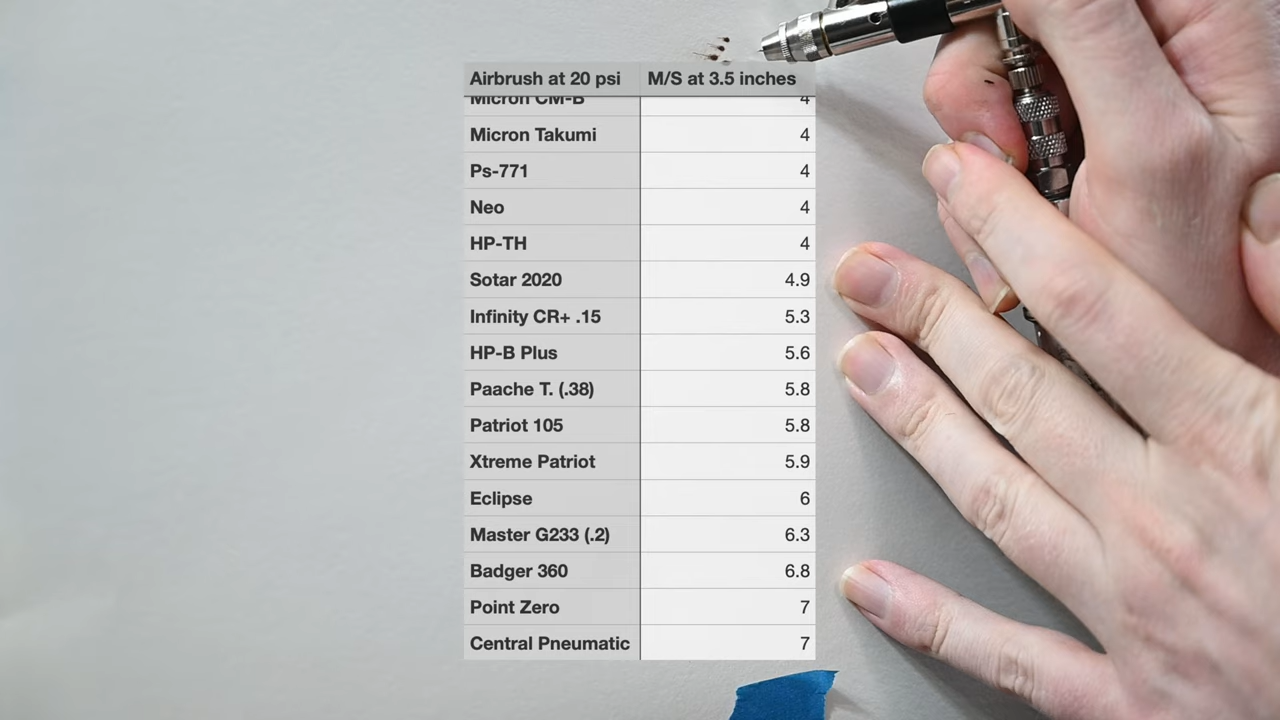 Airbrush at 20 psi M/S at 3.5 inches
Micron CM-B 4
Micron Takumi 4
Ps-771 4
Neo 4
HP-TH 4
Sotar 2020 4.9
Infinity CR+ .15 5.3
HP-B Plus 5.6
Paache T. (.38) 5.8
Patriot 105 5.8
Xtreme Patriot 5.9
Eclipse 6
Master G233 (.2) 6.3
Badger 360 6.8
Point Zero 7
Central Pneumatic 7